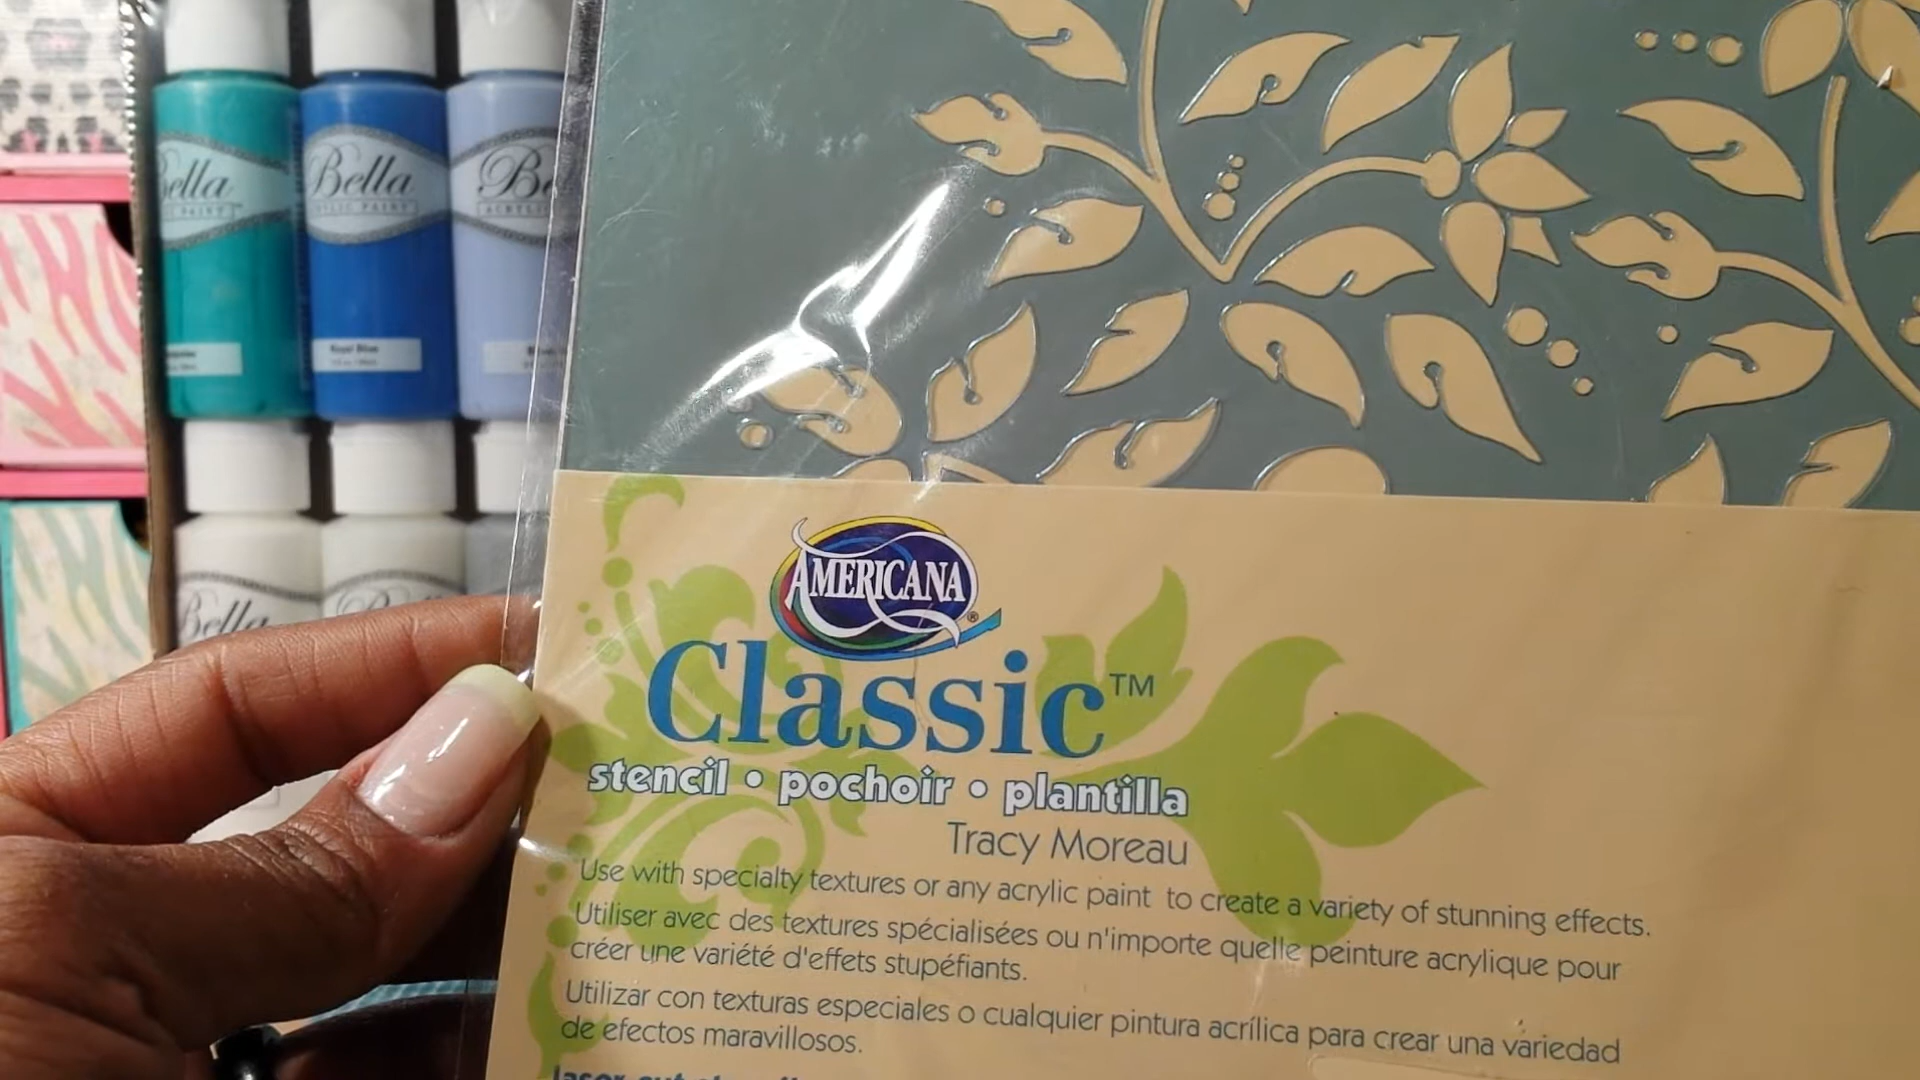 Bella
Bella
AMERICANA®
Classic™
stencil • pochoir • plantilla
Tracy Moreau
Use with specialty textures or any acrylic paint to create a variety of stunning effects.
Utiliser avec des textures spécialisées ou n'importe quelle peinture acrylique pour
créer une variété d'effets stupéfiants.
Utilizar con texturas especiales o cualquier pintura acrílica para crear una variedad
de efectos maravillosos.
Royal Blue
Bella